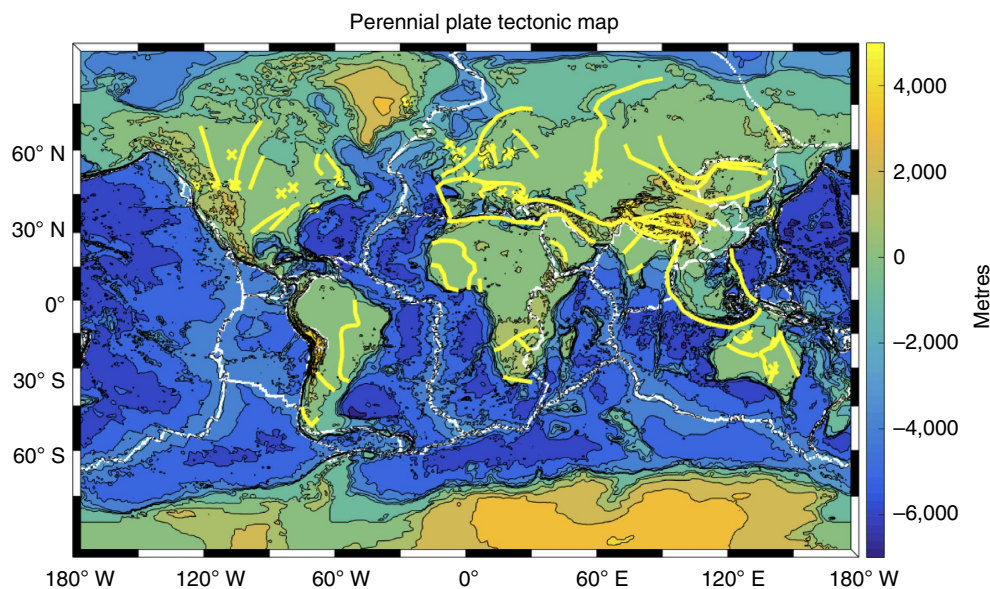 Perennial plate tectonic map
60° N
30° N
0°
30° S
60° S
180° W
120° W
60° W
0°
60° E
120° E
180° W
4,000
2,000
0
−2,000
−4,000
−6,000
Metres